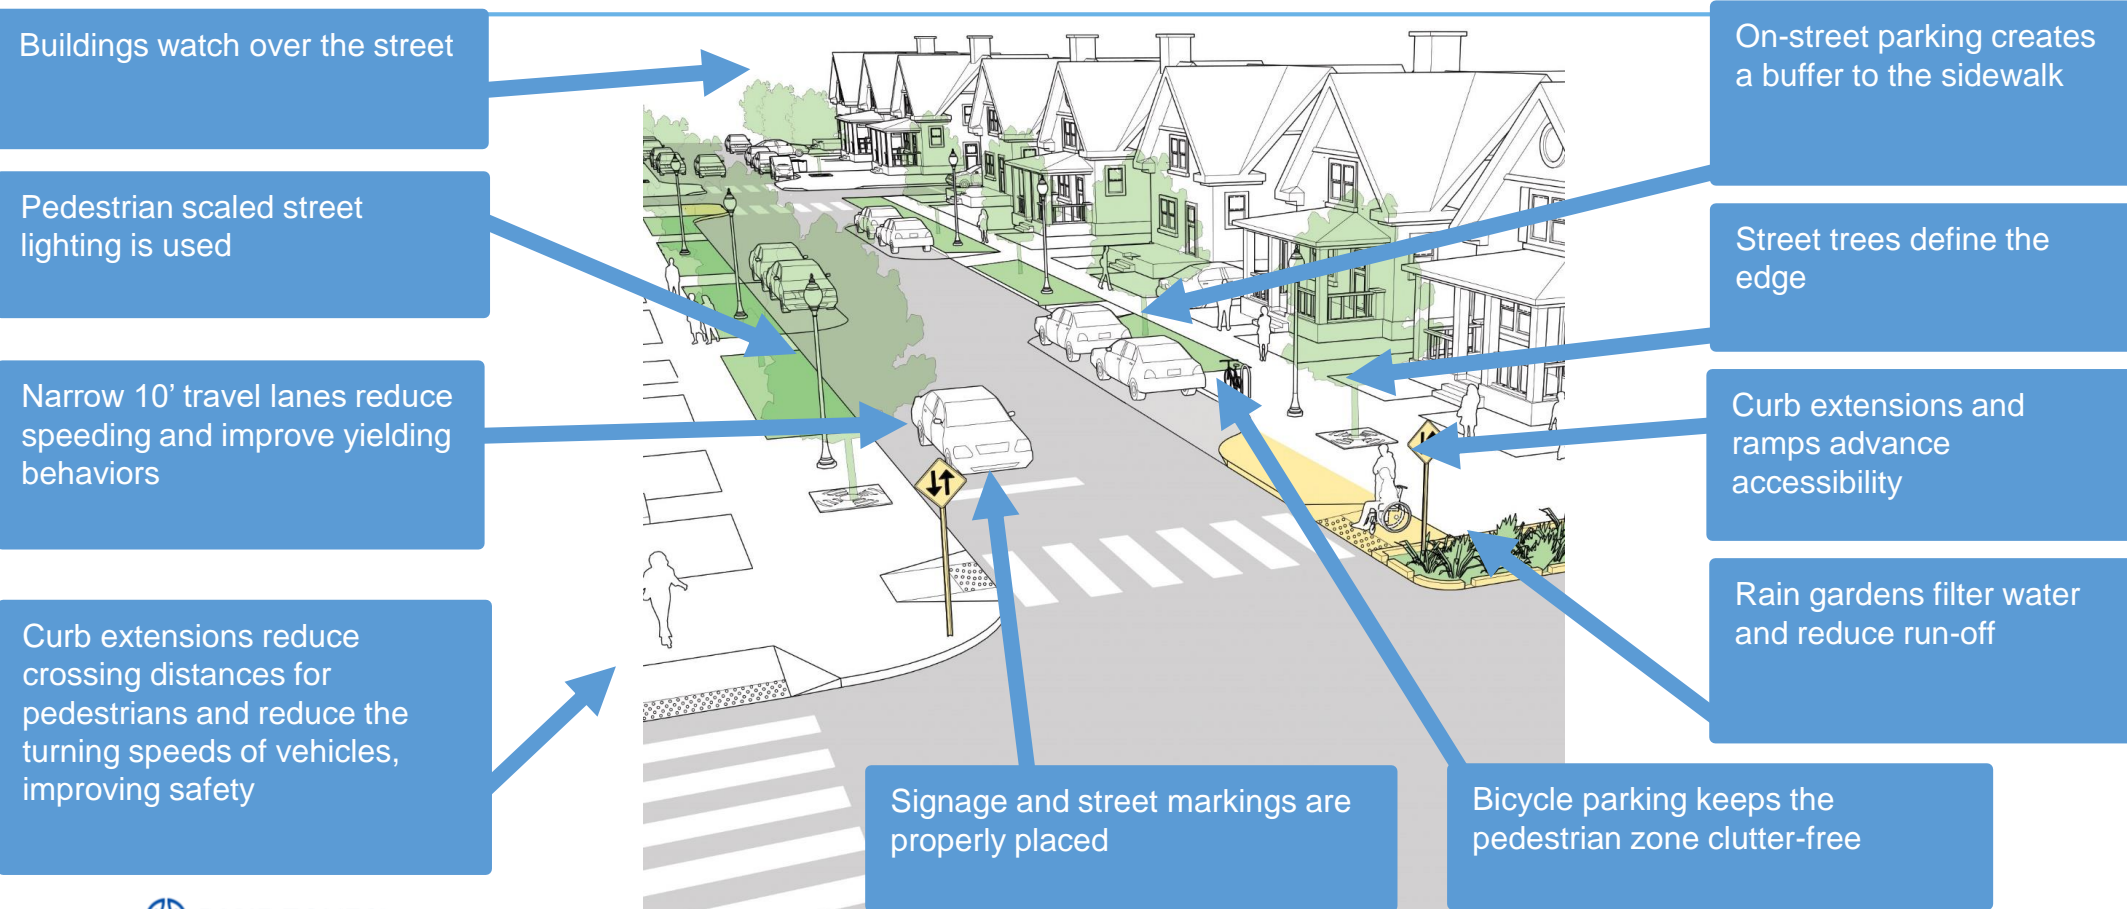 Buildings watch over the street
Pedestrian scaled street
lighting is used
Narrow 10’ travel lanes reduce
speeding and improve yielding
behaviors
Curb extensions reduce
crossing distances for
pedestrians and reduce the
turning speeds of vehicles,
improving safety
Signage and street markings are
properly placed
Bicycle parking keeps the
pedestrian zone clutter-free
On-street parking creates
a buffer to the sidewalk
Street trees define the
edge
Curb extensions and
ramps advance
accessibility
Rain gardens filter water
and reduce run-off